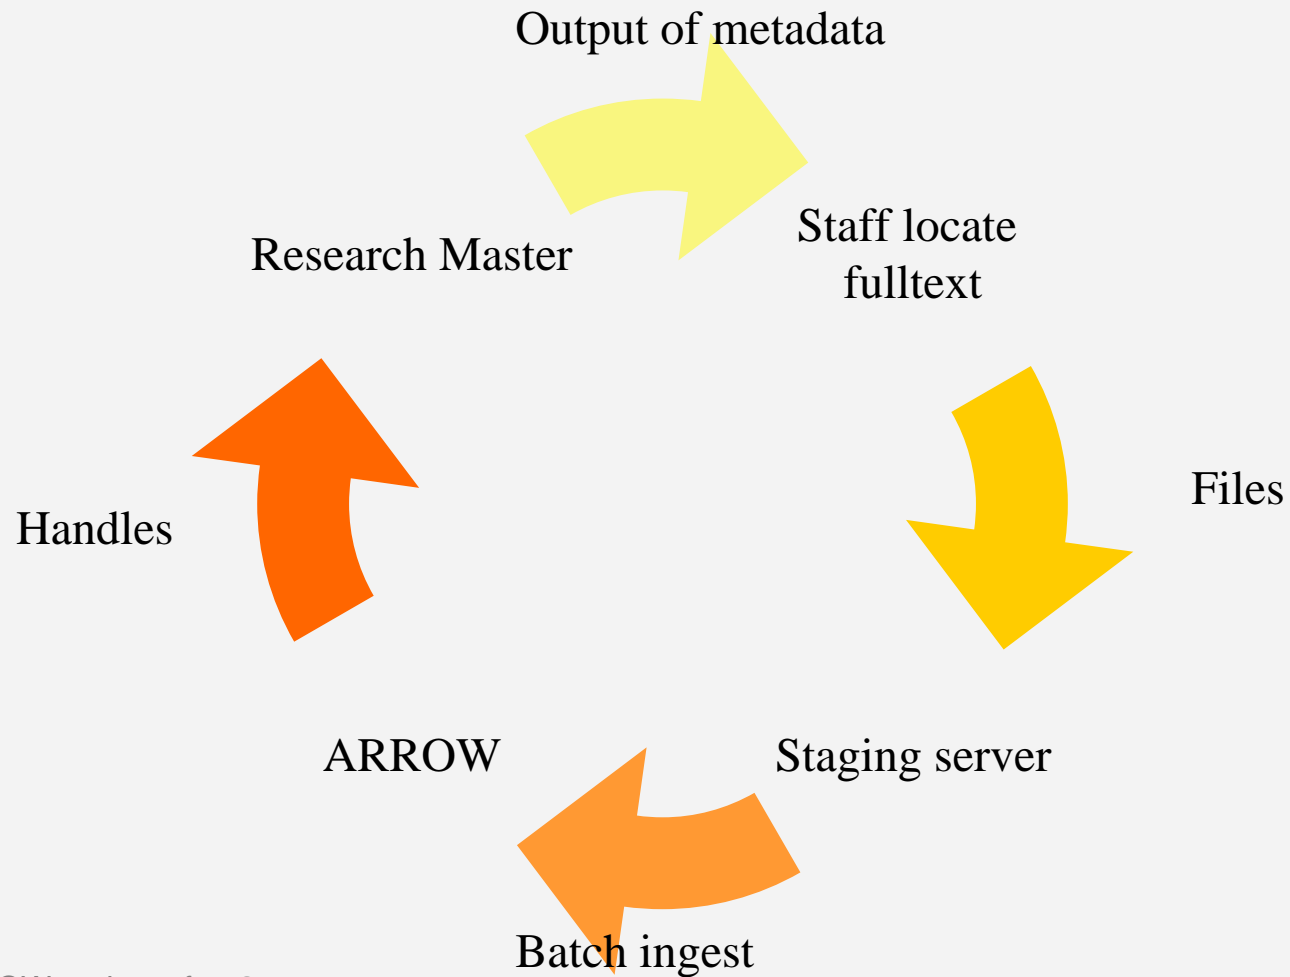 Output of metadata
Staff locate
fulltext
Research Master
Files
Handles
ARROW
Staging server
Batch ingest